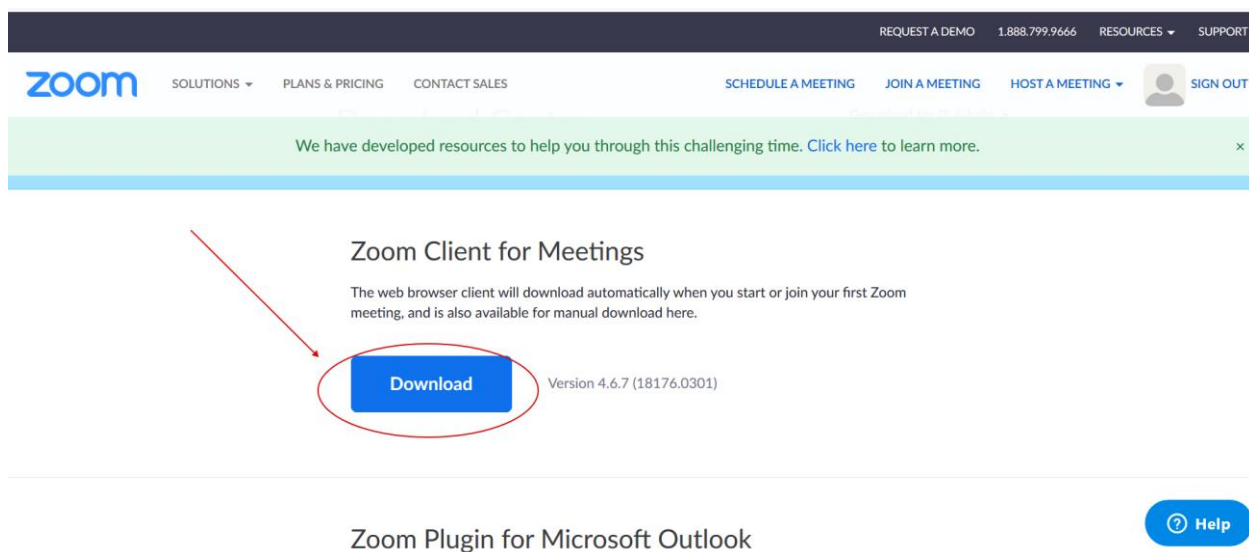 REQUEST A DEMO 1.888.799.9666 RESOURCES SUPPORT
zoom SOLUTIONS PLANS & PRICING CONTACT SALES SCHEDULE A MEETING JOIN A MEETING HOST A MEETING SIGN OUT
We have developed resources to help you through this challenging time. Click here to learn more. ×
Zoom Client for Meetings
The web browser client will download automatically when you start or join your first Zoom
meeting, and is also available for manual download here.
Download Version 4.6.7 (18176.0301)
Zoom Plugin for Microsoft Outlook
? Help